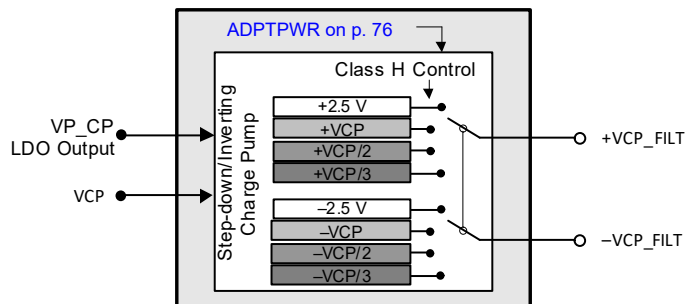 ADPTPWR on p. 76
Class H Control
Step-down/Inverting
Charge Pump
VP_CP
LDO Output
VCP
+2.5 V
+VCP
+VCP/2
+VCP/3
–2.5 V
–VCP
–VCP/2
–VCP/3
+VCP_FILT
–VCP_FILT